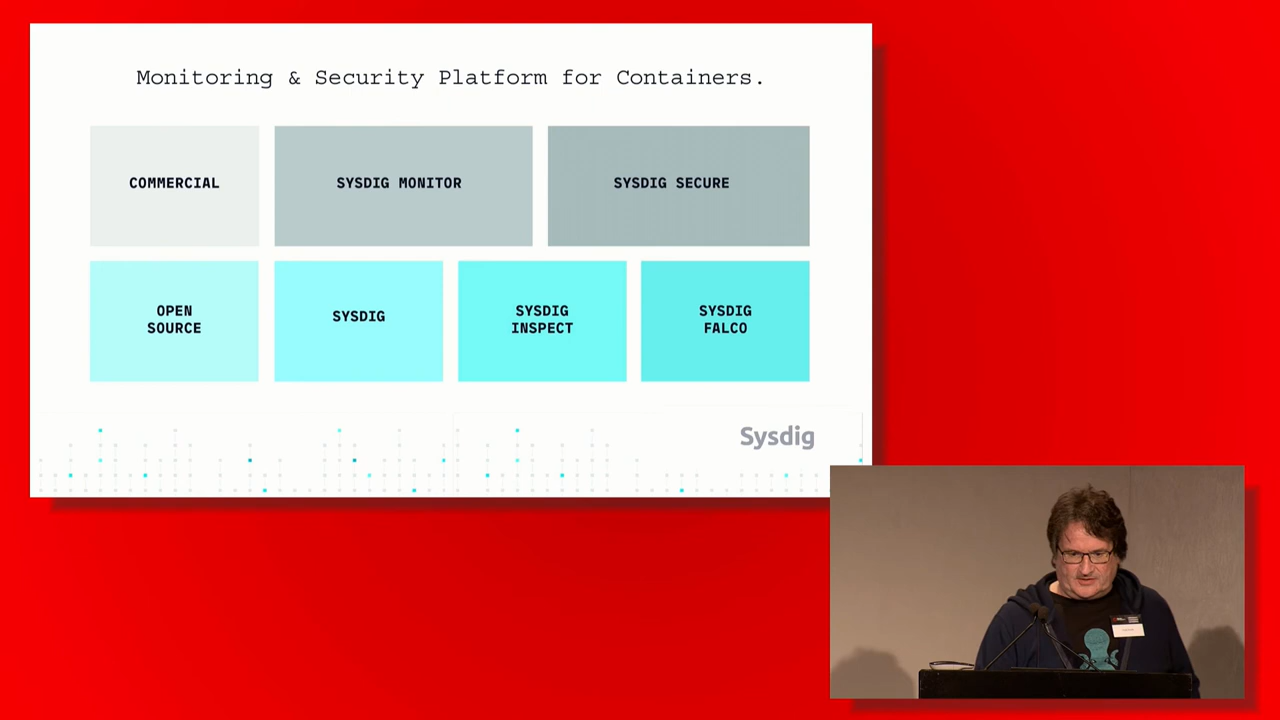 Monitoring & Security Platform for Containers.
COMMERCIAL
SYSDIG MONITOR
SYSDIG SECURE
OPEN
SOURCE
SYSDIG
SYSDIG
INSPECT
SYSDIG
FALCO
Sysdig